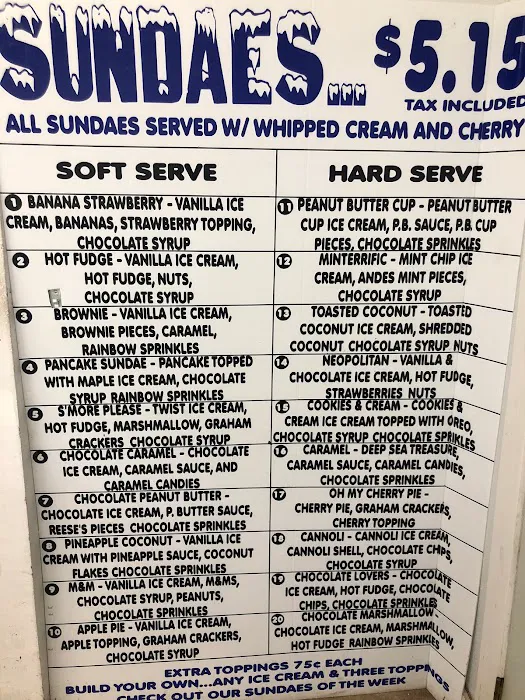 SUNDAES... $5.15
TAX INCLUDED
ALL SUNDAES SERVED W/ WHIPPED CREAM AND CHERRY
SOFT SERVE
1 BANANA STRAWBERRY - VANILLA ICE
CREAM, BANANAS, STRAWBERRY TOPPING,
CHOCOLATE SYRUP
2 HOT FUDGE - VANILLA ICE CREAM,
HOT FUDGE, NUTS,
CHOCOLATE SYRUP
3 BROWNIE - VANILLA ICE CREAM,
BROWNIE PIECES, CARAMEL,
RAINBOW SPRINKLES
4 PANCAKE SUNDAE - PANCAKE TOPPED
WITH MAPLE ICE CREAM, CHOCOLATE
SYRUP RAINBOW SPRINKLES
5 S'MORE PLEASE - TWIST ICE CREAM,
HOT FUDGE, MARSHMALLOW, GRAHAM
CRACKERS CHOCOLATE SYRUP
6 CHOCOLATE CARAMEL - CHOCOLATE
ICE CREAM, CARAMEL SAUCE, AND
CARAMEL CANDIES
7 CHOCOLATE PEANUT BUTTER -
CHOCOLATE ICE CREAM, P. BUTTER SAUCE,
REESE'S PIECES CHOCOLATE SPRINKLES
8 PINEAPPLE COCONUT - VANILLA ICE
CREAM WITH PINEAPPLE SAUCE, COCONUT
FLAKES CHOCOLATE SPRINKLES
9 M&M - VANILLA ICE CREAM, M&MS,
CHOCOLATE SYRUP, PEANUTS,
CHOCOLATE SPRINKLES
10 APPLE PIE - VANILLA ICE CREAM,
APPLE TOPPING, GRAHAM CRACKERS,
CHOCOLATE SYRUP
HARD SERVE
11 PEANUT BUTTER CUP - PEANUT BUTTER
CUP ICE CREAM, P.B. SAUCE, P.B. CUP
PIECES, CHOCOLATE SPRINKLES
12 MINTERRIFIC - MINT CHIP ICE
CREAM, ANDES MINT PIECES,
CHOCOLATE SYRUP
13 TOASTED COCONUT - TOASTED
COCONUT ICE CREAM, SHREDDED
COCONUT CHOCOLATE SYRUP NUTS
14 NEOPOLITAN - VANILLA &
CHOCOLATE ICE CREAM, HOT FUDGE,
STRAWBERRIES NUTS
15 COOKIES & CREAM - COOKIES &
CREAM ICE CREAM TOPPED WITH OREO,
CHOCOLATE SYRUP CHOCOLATE SPRIKLES
16 CARAMEL - DEEP SEA TREASURE,
CARAMEL SAUCE, CARAMEL CANDIES,
CHOCOLATE SPRINKLES
17 OH MY CHERRY PIE -
CHERRY PIE, GRAHAM CRACKERS,
CHERRY TOPPING
18 CANNOLI - CANNOLI ICE CREAM,
CANNOLI SHELL, CHOCOLATE CHIPS,
CHOCOLATE SYRUP
19 CHOCOLATE LOVERS - CHOCOLATE
ICE CREAM, HOT FUDGE, CHOCOLATE
CHIPS, CHOCOLATE SPRINKLES
20 CHOCOLATE MARSHMALLOW -
CHOCOLATE ICE CREAM, MARSHMALLOW,
HOT FUDGE RAINBOW SPRINKLES
EXTRA TOPPINGS 75¢ EACH
BUILD YOUR OWN...ANY ICE CREAM & THREE TOPPINGS
CHECK OUT OUR SUNDAES OF THE WEEK